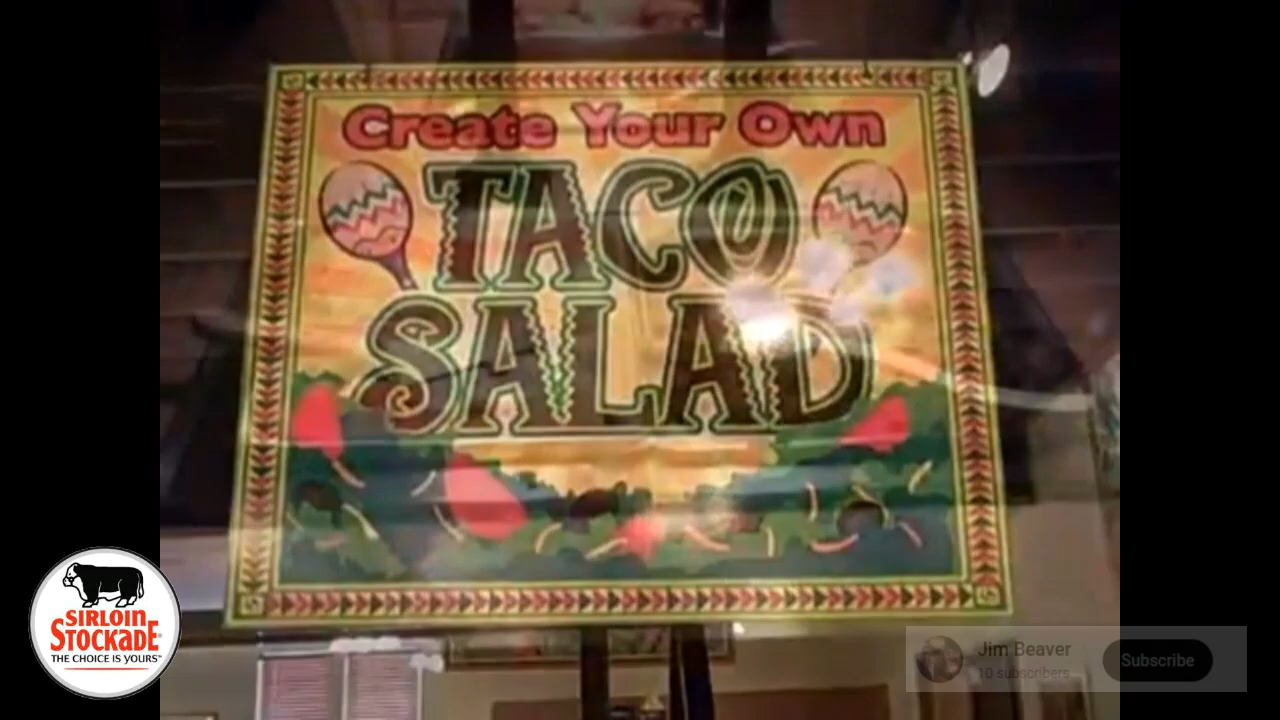 Create Your Own
TACO
SALAD
SIRLOIN
STOCKADE
THE CHOICE IS YOURS
Jim Beaver
10 subscribers
Subscribe